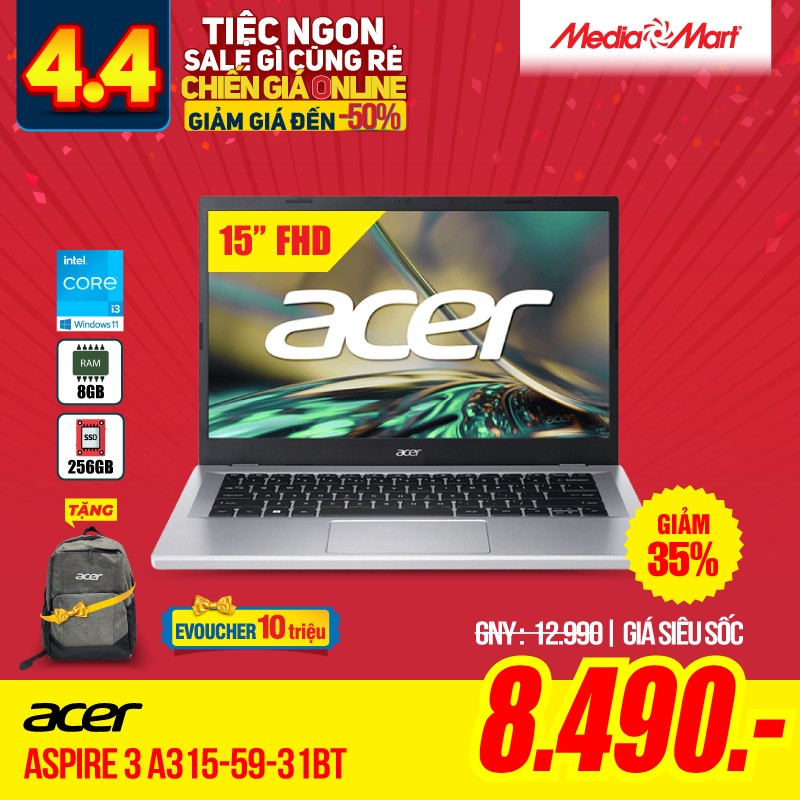 4.4
TIỆC NGON
SALE GÌ CŨNG RẺ
CHIẾN GIÁ ONLINE
GIẢM GIÁ ĐẾN -50%
MediaMart
15” FHD
acer
acer
acer
intel.
CORE
i3
Windows 11
RAM
8GB
SSD
256GB
TẶNG
acer
EVOUCHER 10 triệu
GIẢM
35%
GNY : 12.990 | GIÁ SIÊU SỐC
8.490.-
acer
ASPIRE 3 A315-59-31BT